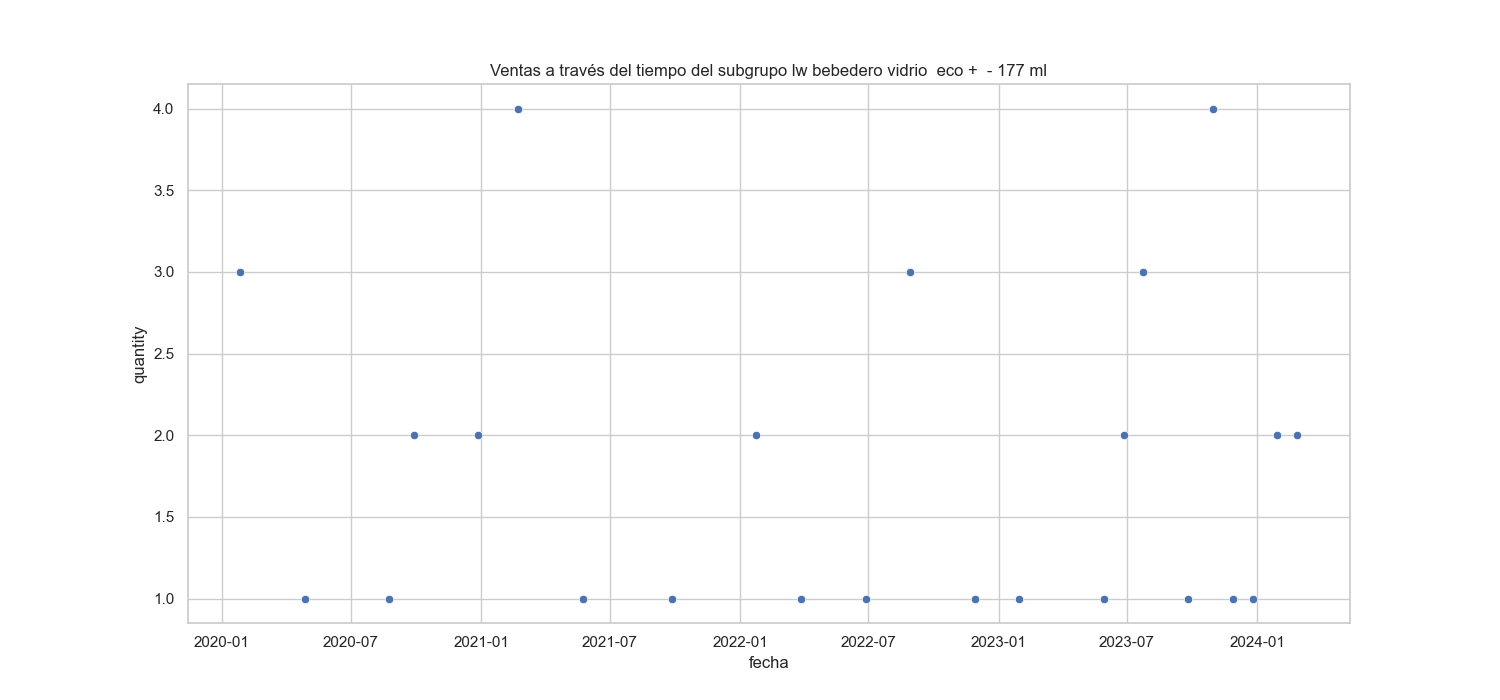 Ventas a través del tiempo del subgrupo lw bebedero vidrio  eco +  - 177 ml
4.0
3.5
3.0
2.5
2.0
1.5
1.0
quantity
2020-01 2020-07 2021-01 2021-07 2022-01 2022-07 2023-01 2023-07 2024-01
fecha